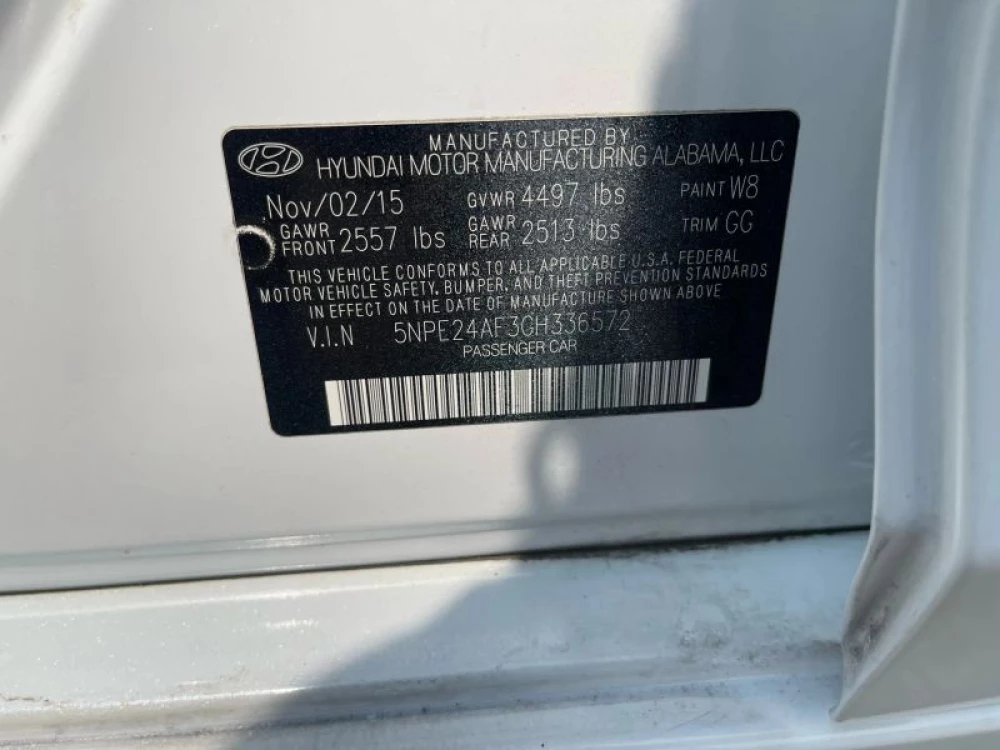 MANUFACTURED BY
HYUNDAI MOTOR MANUFACTURING ALABAMA, LLC
Nov/02/15 GVWR 4497 lbs PAINT W8
GAWR FRONT 2557 lbs GAWR REAR 2513 lbs TRIM GG
THIS VEHICLE CONFORMS TO ALL APPLICABLE U.S.A. FEDERAL
MOTOR VEHICLE SAFETY, BUMPER, AND THEFT PREVENTION STANDARDS
IN EFFECT ON THE DATE OF MANUFACTURE SHOWN ABOVE
V.I.N 5NPE24AF3GH336572
PASSENGER CAR